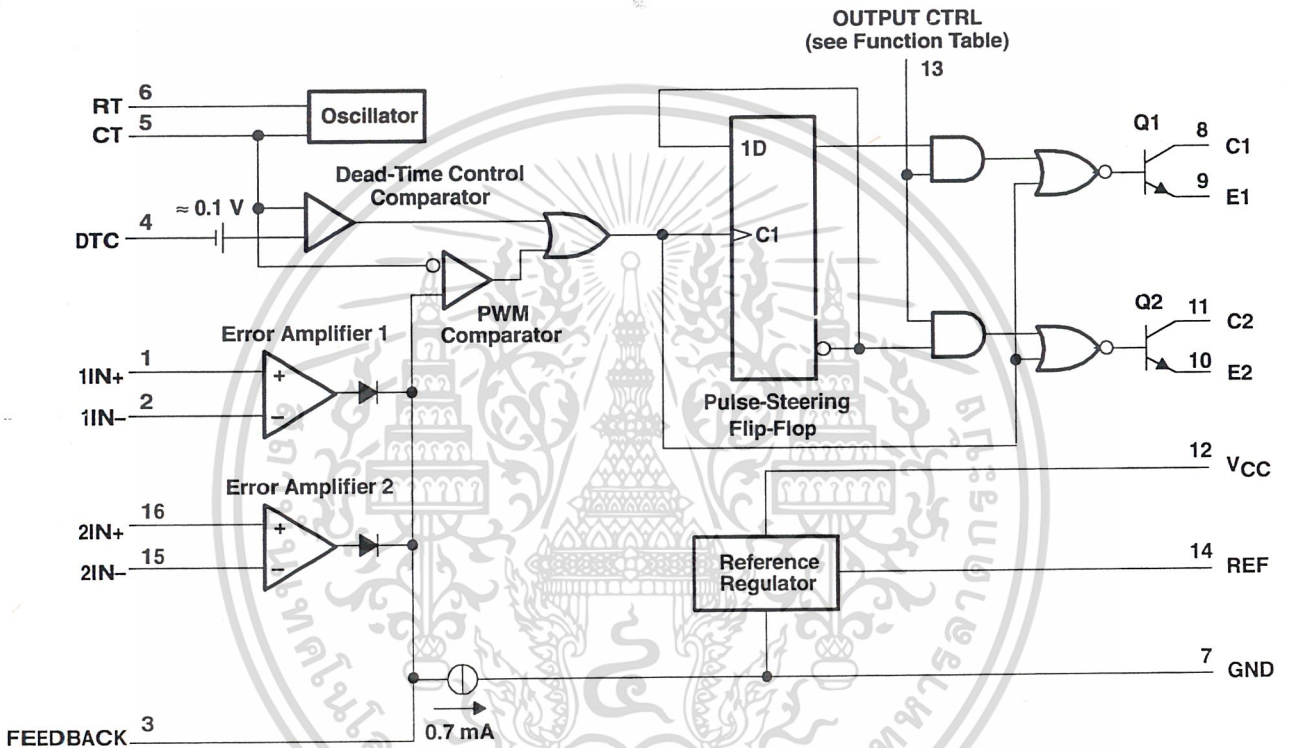 OUTPUT CTRL
(see Function Table)
13
RT 6
CT 5
Oscillator
Dead-Time Control
Comparator
≈ 0.1 V
DTC 4
PWM
Comparator
1D
C1
Pulse-Steering
Flip-Flop
Q1
8 C1
9 E1
Q2
11 C2
10 E2
Error Amplifier 1
1IN+ 1
1IN– 2
+
–
Error Amplifier 2
2IN+ 16
2IN– 15
+
–
12 VCC
Reference
Regulator
14 REF
7 GND
0.7 mA
FEEDBACK 3